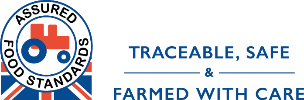 ASSURED
FOOD STANDARDS
TRACEABLE, SAFE
&
FARMED WITH CARE